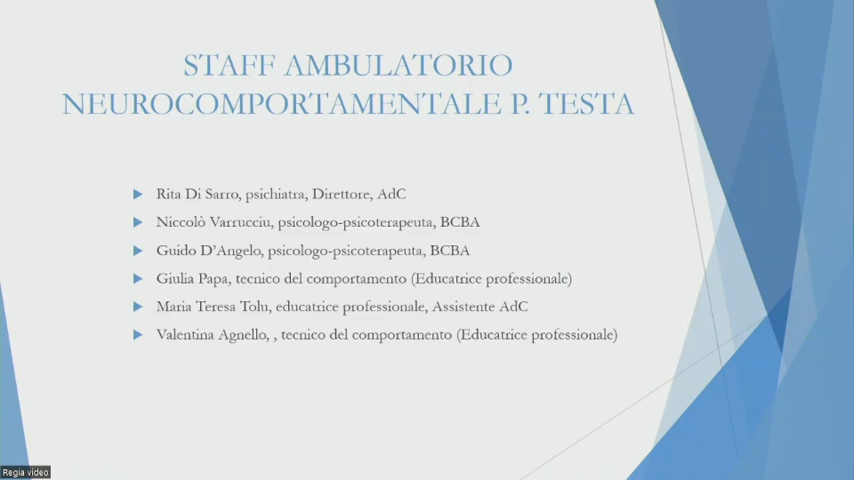 STAFF AMBULATORIO
NEUROCOMPORTAMENTALE P. TESTA
Rita Di Sarro, psichiatra, Direttore, AdC
Niccolò Varrucciu, psicologo-psicoterapeuta, BCBA
Guido D'Angelo, psicologo-psicoterapeuta, BCBA
Giulia Papa, tecnico del comportamento (Educatrice professionale)
Maria Teresa Tolu, educatrice professionale, Assistente AdC
Valentina Agnello, , tecnico del comportamento (Educatrice professionale)
Regia video